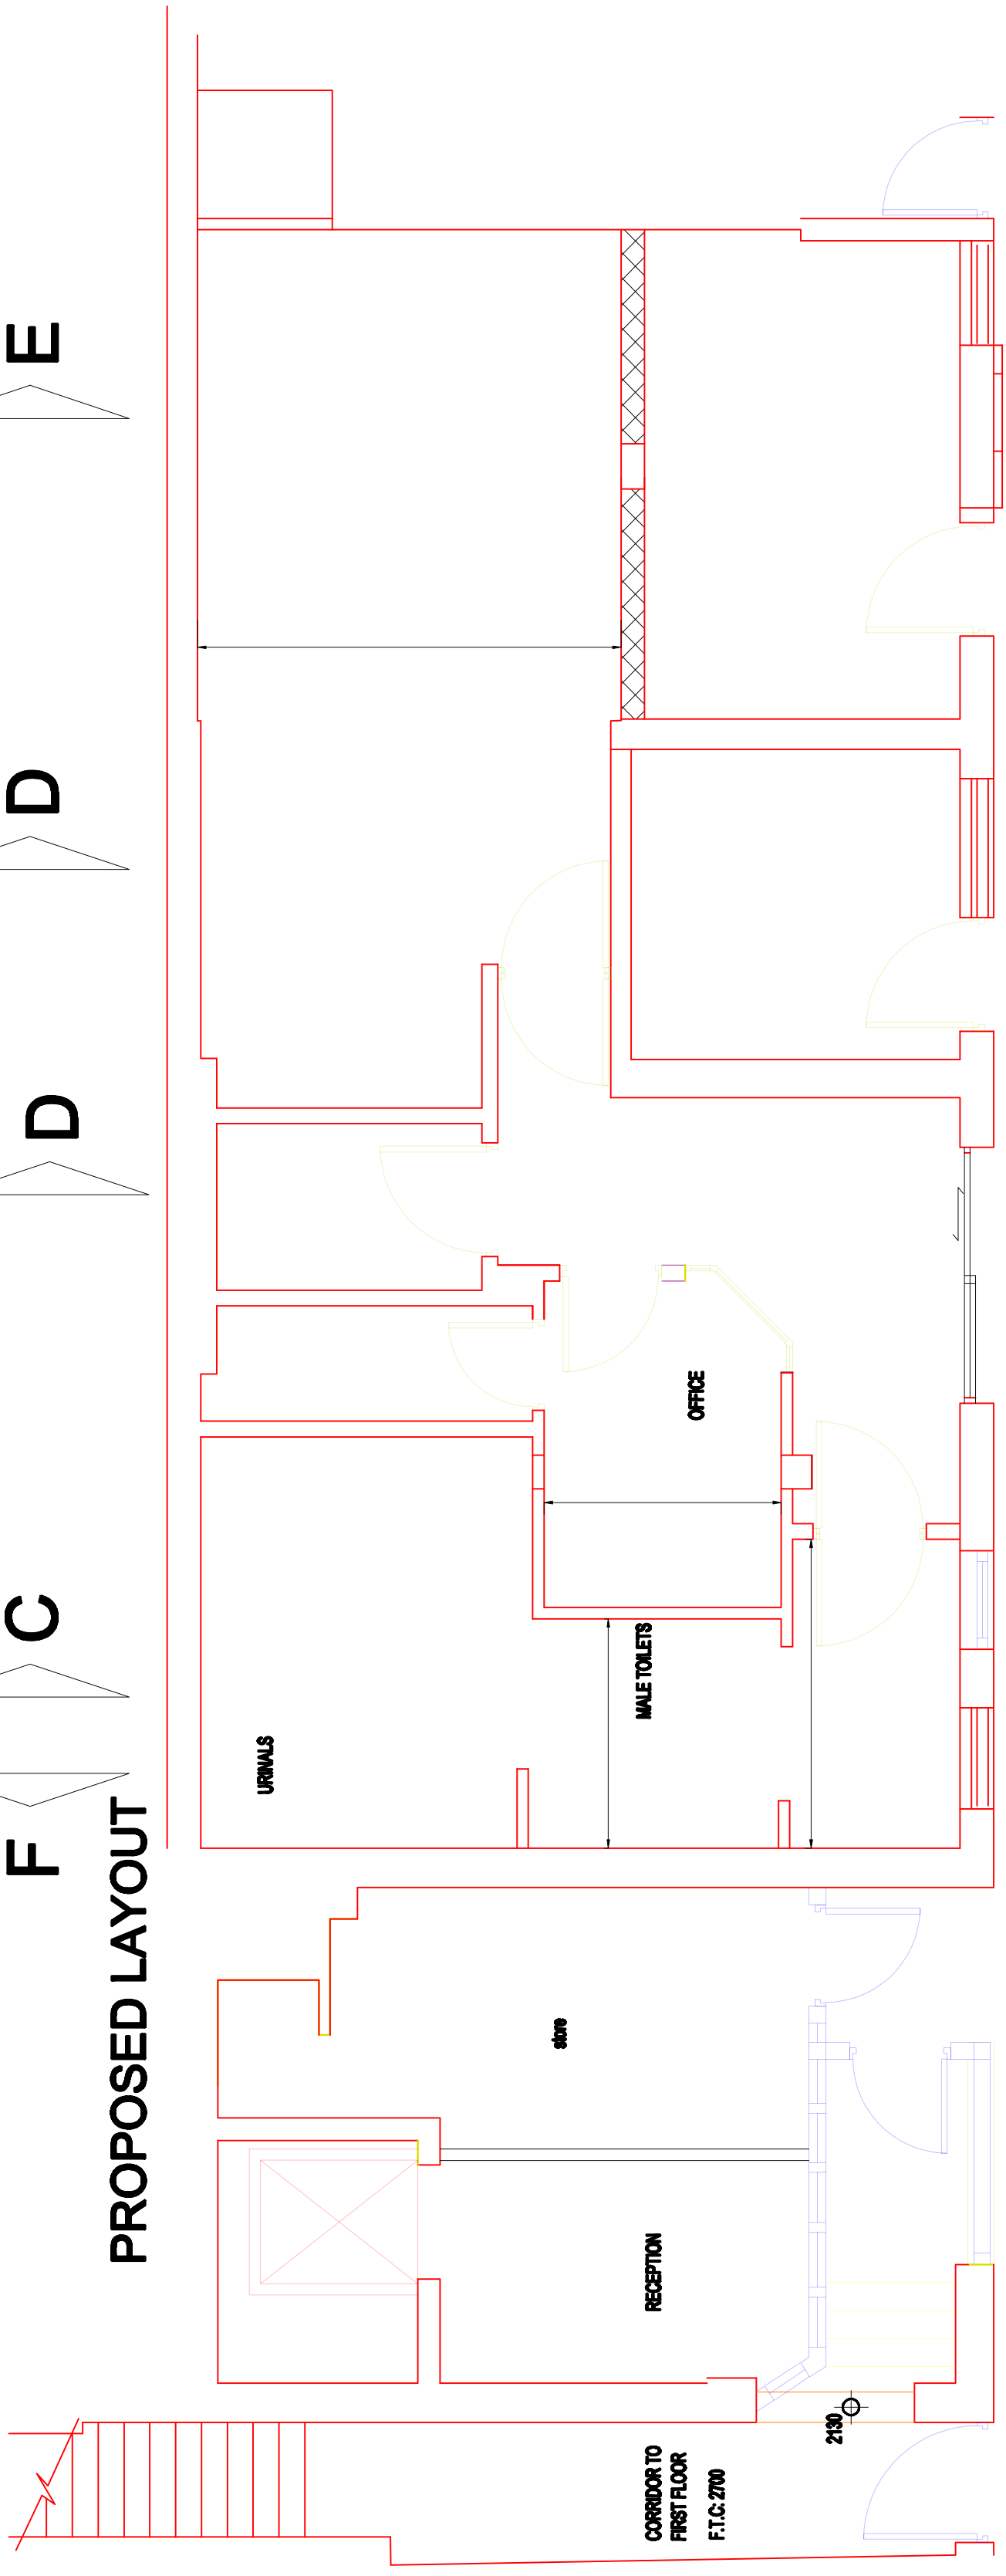 F
C
D
D
E
PROPOSED LAYOUT
URINALS
MALE TOILETS
OFFICE
store
RECEPTION
CORRIDOR TO
FIRST FLOOR
F.T.C: 2700
2130